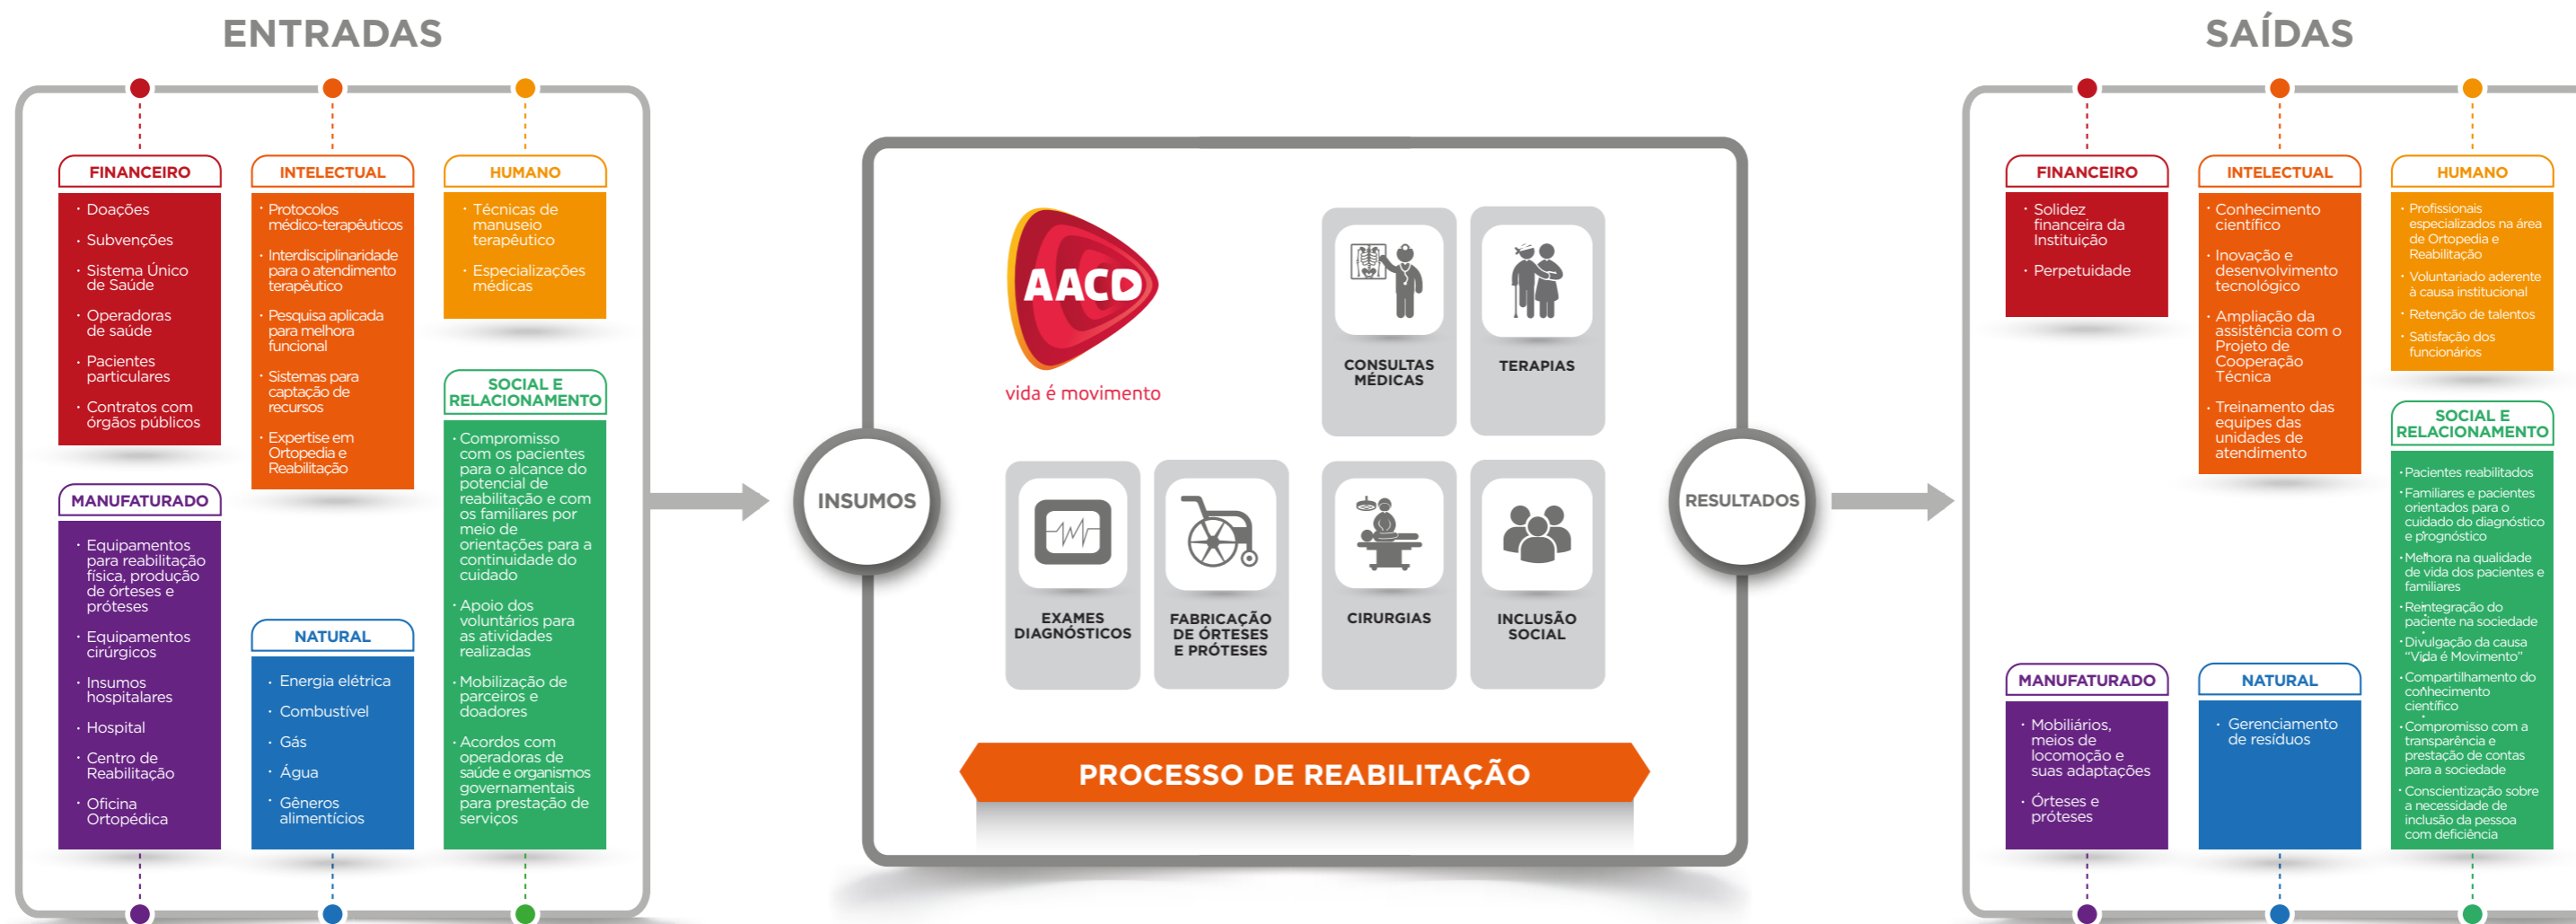 ENTRADAS
FINANCEIRO
· Doações
· Subvenções
· Sistema Único
de Saúde
· Operadoras
de saúde
· Pacientes
particulares
· Contratos com
órgãos públicos
INTELECTUAL
· Protocolos
médico-terapêuticos
· Interdisciplinaridade
para o atendimento
terapêutico
· Pesquisa aplicada
para melhora
funcional
· Sistemas para
captação de
recursos
· Expertise em
Ortopedia e
Reabilitação
HUMANO
· Técnicas de
manuseio
terapêutico
· Especializações
médicas
MANUFATURADO
· Equipamentos
para reabilitação
física, produção
de órteses e
próteses
· Equipamentos
cirúrgicos
· Insumos
hospitalares
· Hospital
· Centro de
Reabilitação
· Oficina
Ortopédica
NATURAL
· Energia elétrica
· Combustível
· Gás
· Água
· Gêneros
alimentícios
SOCIAL E
RELACIONAMENTO
· Compromisso
com os pacientes
para o alcance do
potencial de
reabilitação e com
os familiares por
meio de
orientações para a
continuidade do
cuidado
· Apoio dos
voluntários para
as atividades
realizadas
· Mobilização de
parceiros e
doadores
· Acordos com
operadoras de
saúde e organismos
governamentais
para prestação de
serviços
INSUMOS
AACD
vida é movimento
CONSULTAS
MÉDICAS
TERAPIAS
EXAMES
DIAGNÓSTICOS
FABRICAÇÃO
DE ÓRTESES
E PRÓTESES
CIRURGIAS
INCLUSÃO
SOCIAL
PROCESSO DE REABILITAÇÃO
RESULTADOS
SAÍDAS
FINANCEIRO
· Solidez
financeira da
Instituição
· Perpetuidade
INTELECTUAL
· Conhecimento
científico
· Inovação e
desenvolvimento
tecnológico
· Ampliação da
assistência com o
Projeto de
Cooperação
Técnica
· Treinamento das
equipes das
unidades de
atendimento
HUMANO
· Profissionais
especializados na área
de Ortopedia e
Reabilitação
· Voluntariado aderente
à causa institucional
· Retenção de talentos
· Satisfação dos
funcionários
MANUFATURADO
· Mobiliários,
meios de
locomoção e
suas adaptações
· Órteses e
próteses
NATURAL
· Gerenciamento
de resíduos
SOCIAL E
RELACIONAMENTO
· Pacientes reabilitados
· Familiares e pacientes
orientados para o
cuidado do diagnóstico
e prognóstico
· Melhora na qualidade
de vida dos pacientes e
familiares
· Reintegração do
paciente na sociedade
· Divulgação da causa
“Vida é Movimento”
· Compartilhamento do
conhecimento
científico
· Compromisso com a
transparência e
prestação de contas
para a sociedade
· Conscientização sobre
a necessidade de
inclusão da pessoa
com deficiência